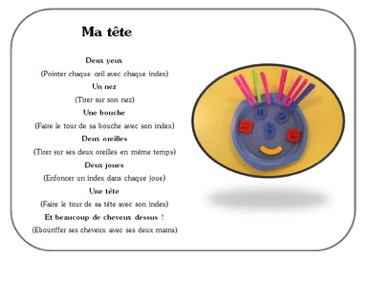 Ma tête
Deux yeux
(Pointer chaque œil avec chaque index)
Un nez
(Tirer sur son nez)
Une bouche
(Faire le tour de sa bouche avec son index)
Deux oreilles
(Tirer sur ses deux oreilles en même temps)
Deux joues
(Enfoncer un index dans chaque joue)
Une tête
(Faire le tour de sa tête avec son index)
Et beaucoup de cheveux dessus !
(Ebouriffer ses cheveux avec ses deux mains)